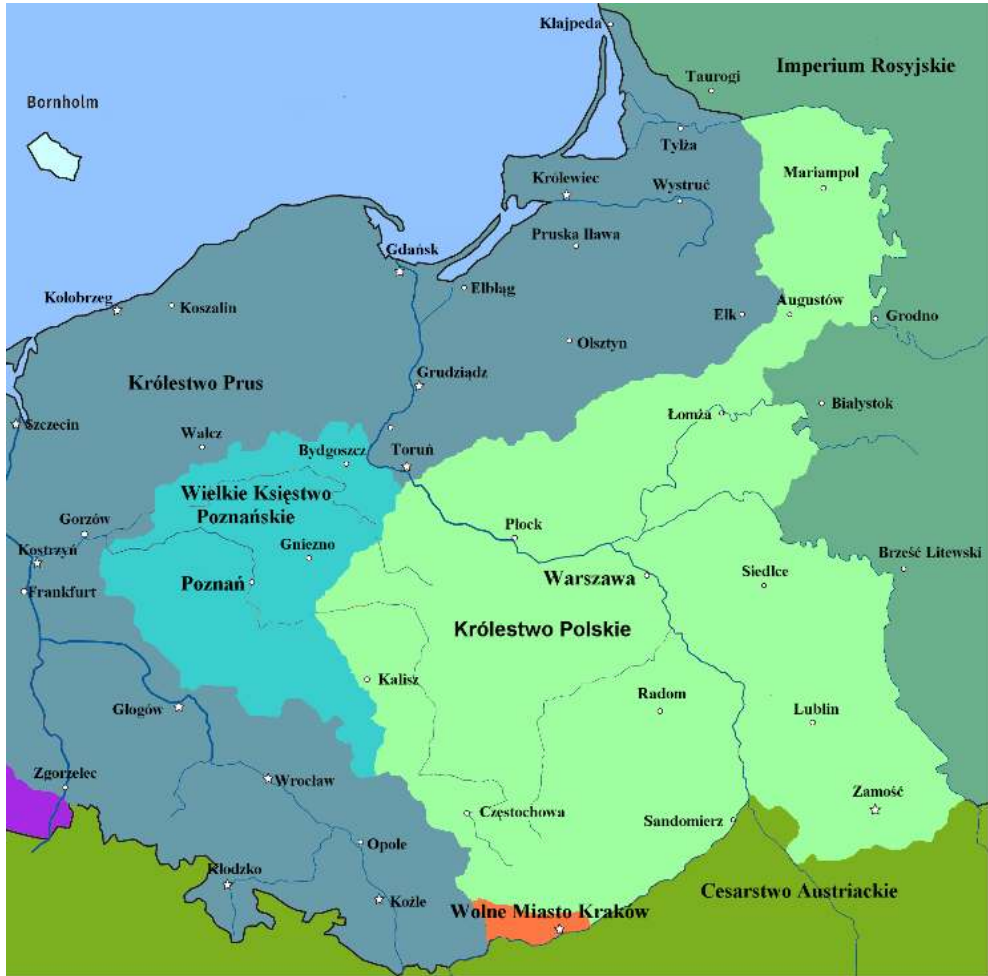 Kłajpeda
Imperium Rosyjskie
Taurogi
Bornholm
Tylża
Mariampol
Królewiec
Wystruć
Pruska Iława
Gdańsk
Elbląg
Kołobrzeg
Koszalin
Ełk
Augustów
Grodno
Olsztyn
Królestwo Prus
Grudziądz
Białystok
Łomża
Szczecin
Wałcz
Bydgoszcz
Toruń
Wielkie Księstwo
Poznańskie
Gorzów
Płock
Kostrzyń
Gniezno
Brześć Litewski
Siedlce
Poznań
Warszawa
Frankfurt
Królestwo Polskie
Kalisz
Radom
Głogów
Lublin
Zgorzelec
Wrocław
Zamość
Częstochowa
Sandomierz
Opole
Kłodzko
Cesarstwo Austriackie
Koźle
Wolne Miasto Kraków